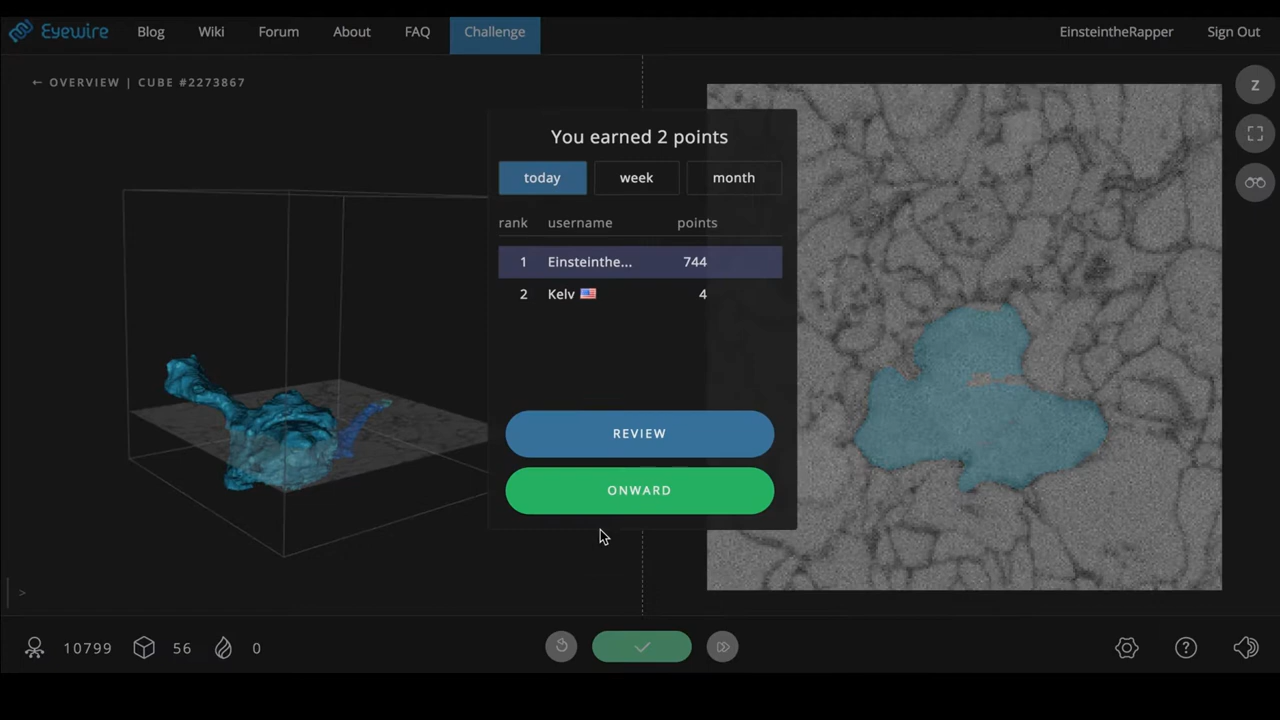 Eyewire Blog Wiki Forum About FAQ Challenge EinsteintheRapper Sign Out
← OVERVIEW | CUBE #2273867
Z
You earned 2 points
today week month
rank username points
1 Einsteinthe... 744
2 Kelv 4
REVIEW
ONWARD
>
10799 56 0
?